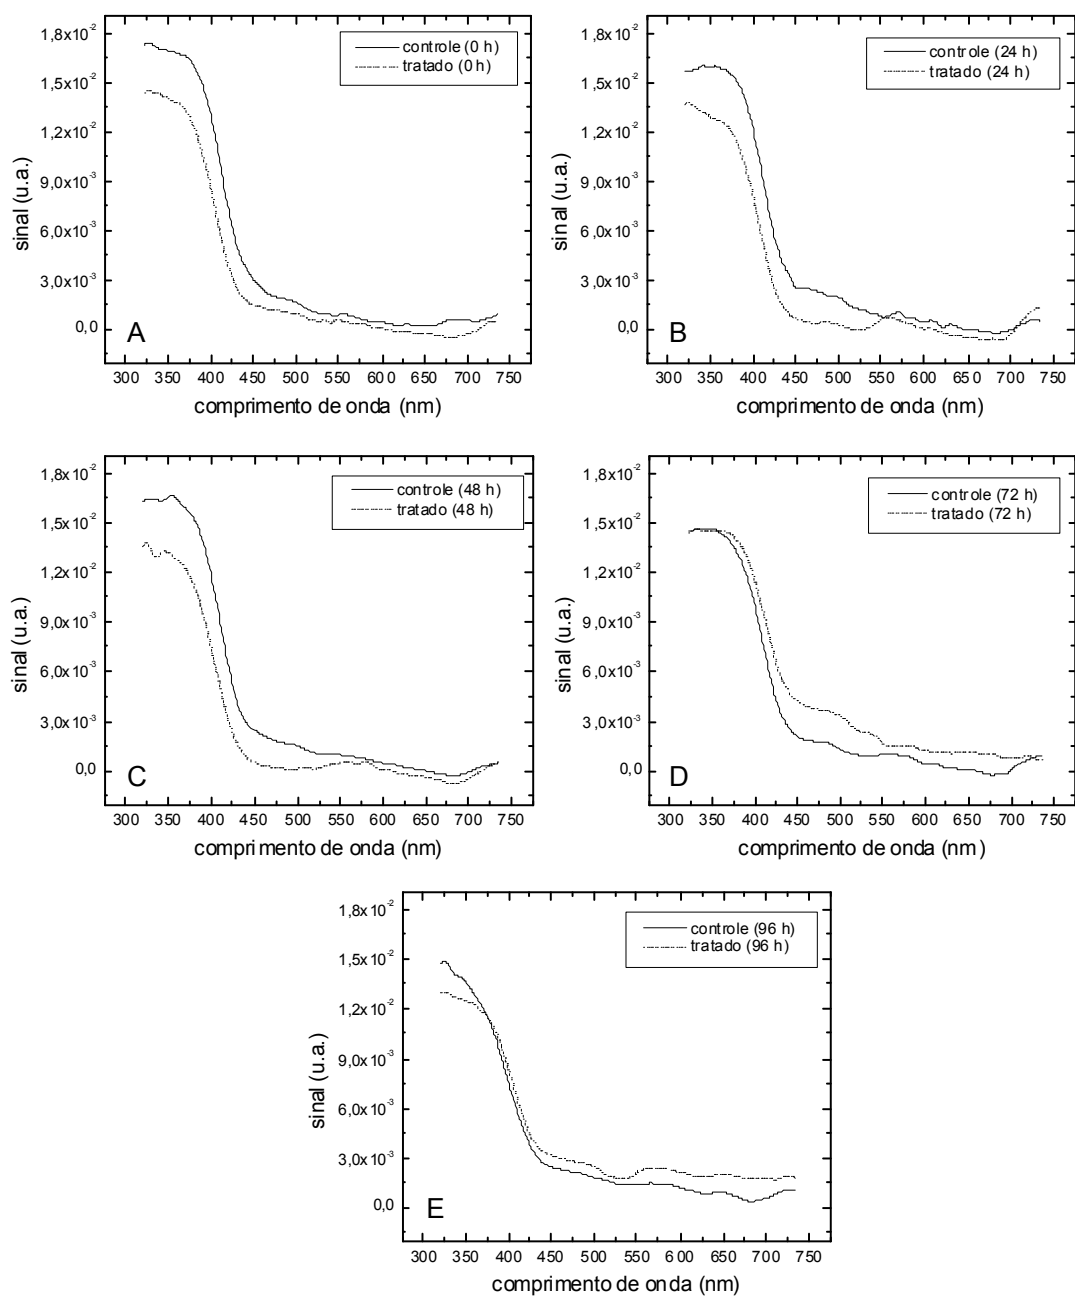 controle (0 h)
tratado (0 h)
1,8x10-2
1,5x10-2
1,2x10-2
9,0x10-3
6,0x10-3
3,0x10-3
0,0
sinal (u.a.)
A
300 350 400 450 500 550 600 650 700 750
comprimento de onda (nm)
controle (24 h)
tratado (24 h)
1,8x10-2
1,5x10-2
1,2x10-2
9,0x10-3
6,0x10-3
3,0x10-3
0,0
sinal (u.a.)
B
300 350 400 450 500 550 600 650 700 750
comprimento de onda (nm)
controle (48 h)
tratado (48 h)
1,8x10-2
1,5x10-2
1,2x10-2
9,0x10-3
6,0x10-3
3,0x10-3
0,0
sinal (u.a.)
C
300 350 400 450 500 550 600 650 700 750
comprimento de onda (nm)
controle (72 h)
tratado (72 h)
1,8x10-2
1,5x10-2
1,2x10-2
9,0x10-3
6,0x10-3
3,0x10-3
0,0
sinal (u.a.)
D
300 350 400 450 500 550 600 650 700 750
comprimento de onda (nm)
controle (96 h)
tratado (96 h)
1,8x10-2
1,5x10-2
1,2x10-2
9,0x10-3
6,0x10-3
3,0x10-3
0,0
sinal (u.a.)
E
300 350 400 450 500 550 600 650 700 750
comprimento de onda (nm)